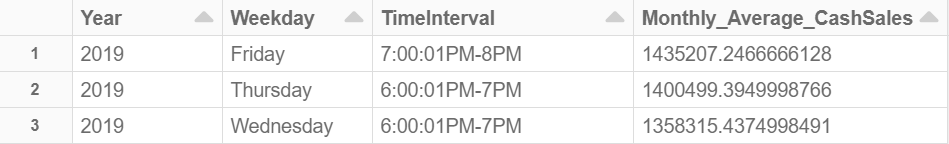 Year Weekday TimeInterval Monthly_Average_CashSales
1 2019 Friday 7:00:01PM-8PM 1435207.2466666128
2 2019 Thursday 6:00:01PM-7PM 1400499.3949998766
3 2019 Wednesday 6:00:01PM-7PM 1358315.4374998491